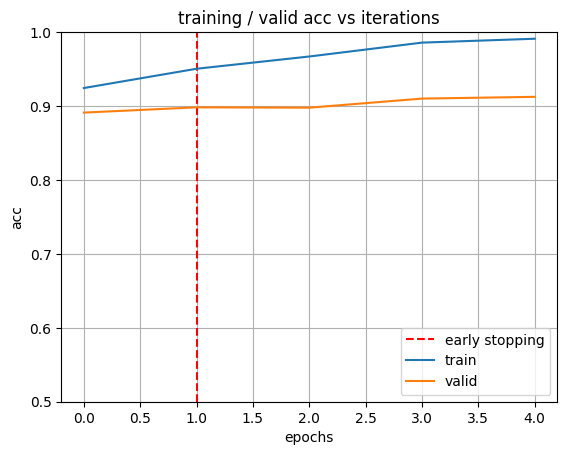 training / valid acc vs iterations
1.0
0.9
0.8
0.7
0.6
0.5
acc
early stopping
train
valid
0.0 0.5 1.0 1.5 2.0 2.5 3.0 3.5 4.0
epochs